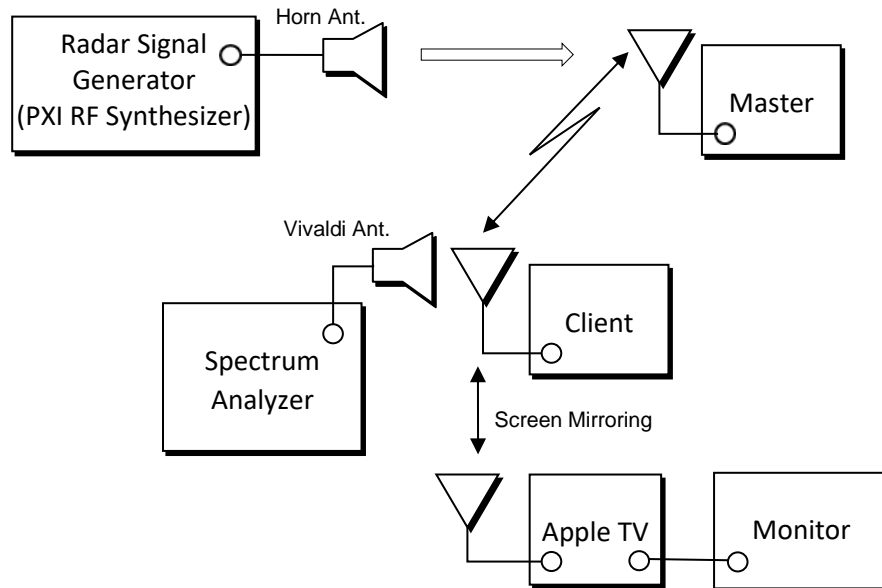 Horn Ant.
Radar Signal
Generator
(PXI RF Synthesizer)
Master
Vivaldi Ant.
Client
Spectrum
Analyzer
Screen Mirroring
Apple TV
Monitor